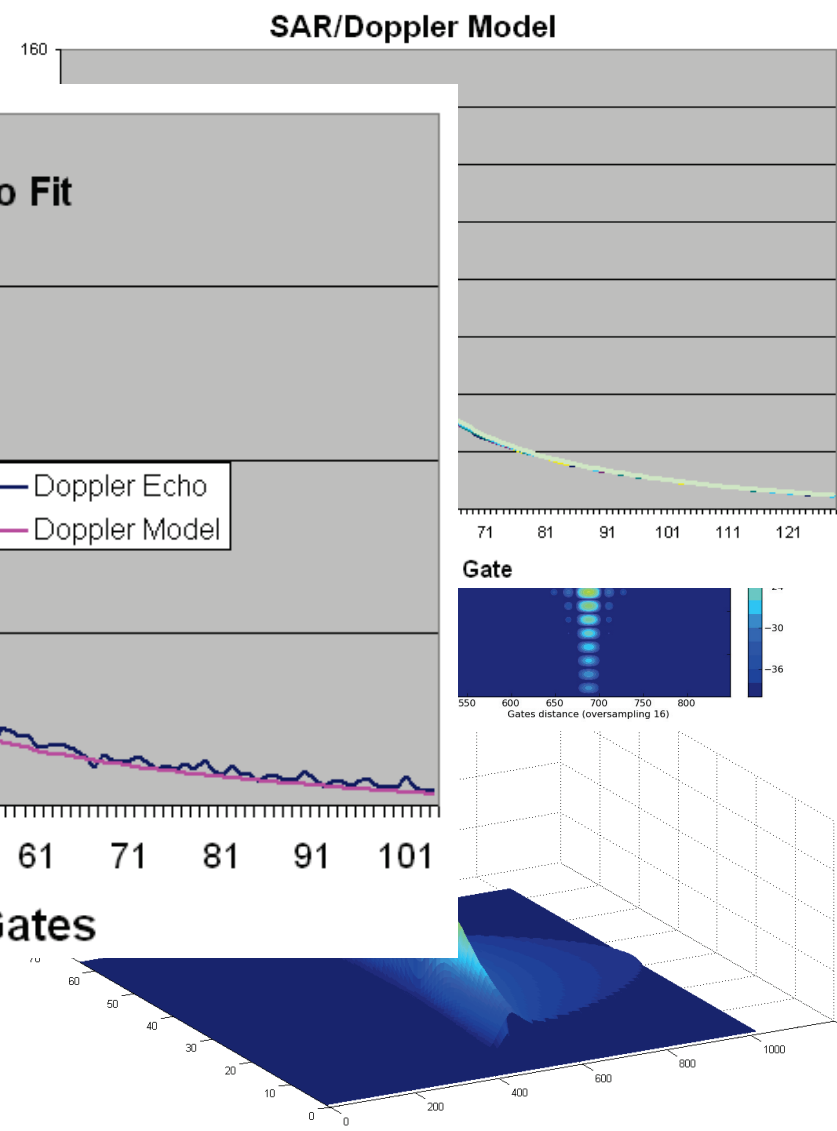 SAR/Doppler Model
160
Fit
Doppler Echo
Doppler Model
71 81 91 101 111 121
Gate
-30
-36
550 600 650 700 750 800
Gates distance (oversampling 16)
61 71 81 91 101
60
50
40
30
20
10
0
0 200 400 600 800 1000